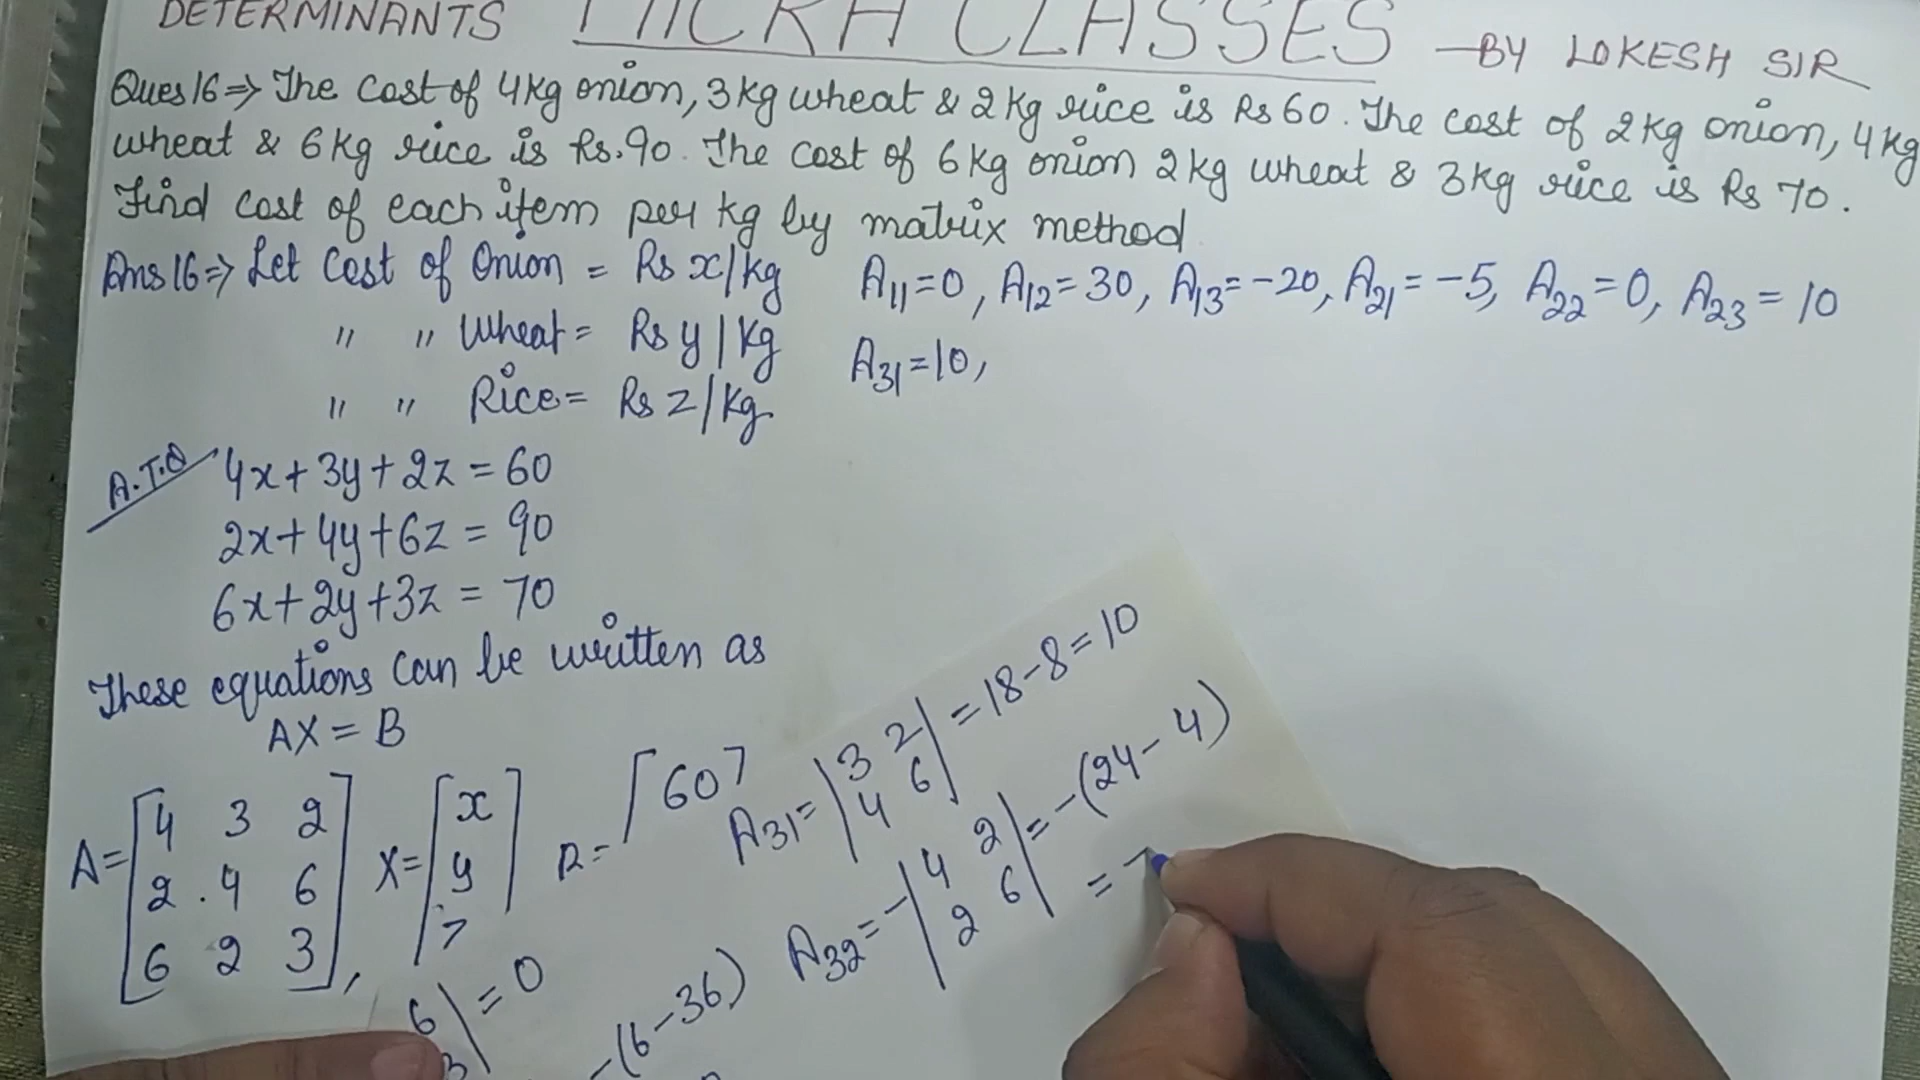 DETERMINANTS CLASSES - BY LOKESH SIR
Ques 16 ⇒ The cost of 4kg onion, 3kg wheat & 2kg rice is Rs 60. The cost of 2kg onion, 4kg
wheat & 6kg rice is Rs. 90. The cost of 6kg onion 2kg wheat & 3kg rice is Rs 70.
Find cost of each item per kg by matrix method
Ans 16 ⇒ Let cost of Onion = Rs x/kg
" " Wheat = Rs y/kg
" " Rice = Rs z/kg
A11=0, A12=30, A13=-20, A21=-5, A22=0, A23=10
A31=10,
A.T.Q 4x+3y+2z=60
2x+4y+6z=90
6x+2y+3z=70
These equations can be written as
AX=B
A=[4 3 2
2 . 4 6
6 2 3],
X=[x
y
z]
B=[60]
A31=|3 2
4 6|=18-8=10
A32=-|4 2
2 6|=-(24-4)
= -
6|=0
3
-(6-36)